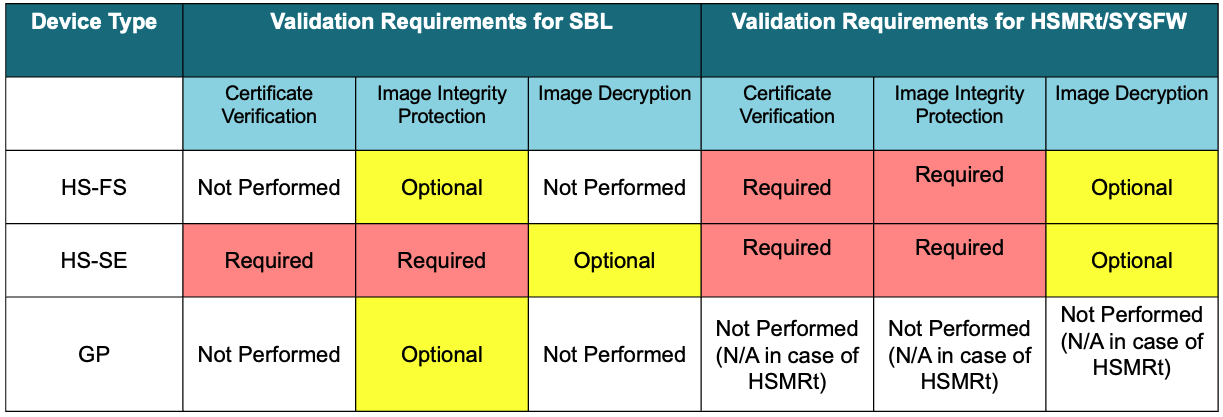 Device Type Validation Requirements for SBL Validation Requirements for HSMRt/SYSFW
Certificate Verification Image Integrity Protection Image Decryption Certificate Verification Image Integrity Protection Image Decryption
HS-FS Not Performed Optional Not Performed Required Required Optional
HS-SE Required Required Optional Required Required Optional
GP Not Performed Optional Not Performed Not Performed (N/A in case of HSMRt) Not Performed (N/A in case of HSMRt) Not Performed (N/A in case of HSMRt)